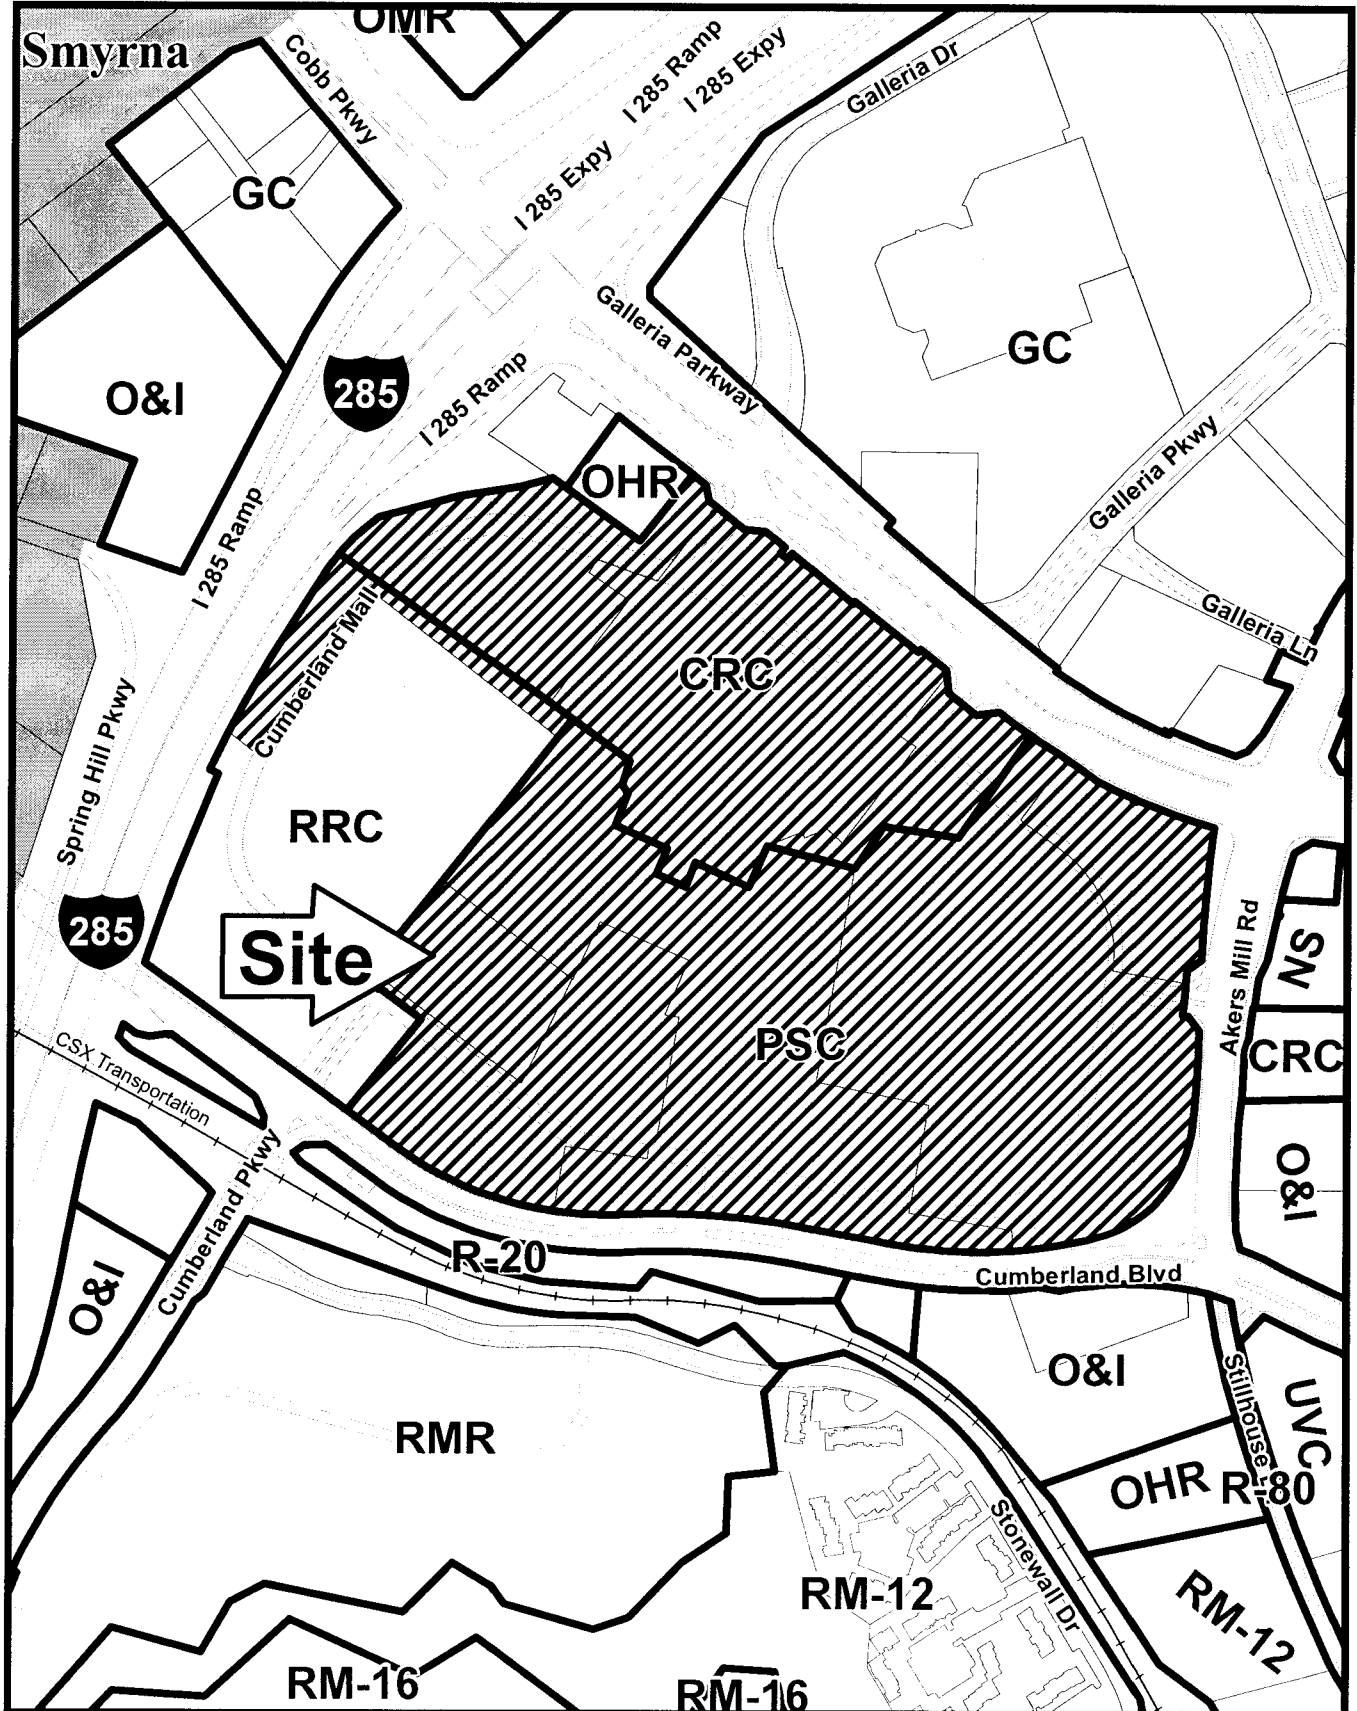 OMR
Smyrna
Cobb Pkwy
I 285 Ramp
I 285 Expy
Galleria Dr
I 285 Expy
GC
Galleria Parkway
GC
O&I
285
I 285 Ramp
OHR
Galleria Pkwy
I 285 Ramp
Galleria Ln
Cumberland Mall
CRC
Spring Hill Pkwy
RRC
285
Site
Akers Mill Rd
NS
PSC
CRC
CSX Transportation
O&I
Cumberland Pkwy
R-20
O&I
Cumberland Blvd
O&I
Stillhouse
UVC
RMR
OHR
R-80
Stonewall Dr
RM-12
RM-12
RM-16
RM-16